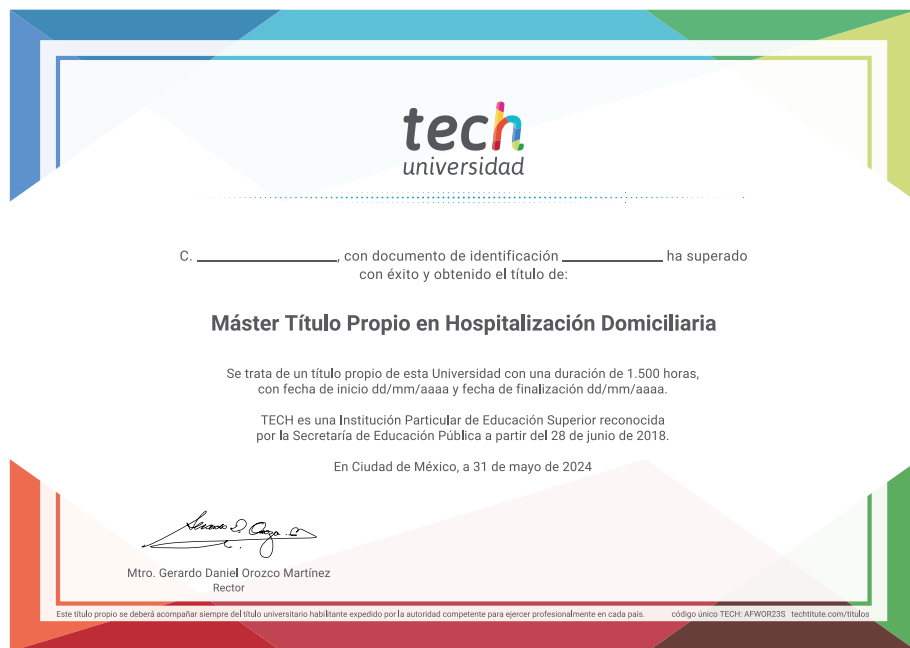 tech
universidad
C. ____________________, con documento de identificación ______________ ha superado
con éxito y obtenido el título de:
Máster Título Propio en Hospitalización Domiciliaria
Se trata de un título propio de esta Universidad con una duración de 1.500 horas,
con fecha de inicio dd/mm/aaaa y fecha de finalización dd/mm/aaaa.
TECH es una Institución Particular de Educación Superior reconocida
por la Secretaría de Educación Pública a partir del 28 de junio de 2018.
En Ciudad de México, a 31 de mayo de 2024
Mtro. Gerardo Daniel Orozco Martínez
Rector
Este título propio se deberá acompañar siempre del título universitario habilitante expedido por la autoridad competente para ejercer profesionalmente en cada país. código único TECH: AFWOR23S techtitute.com/titulos